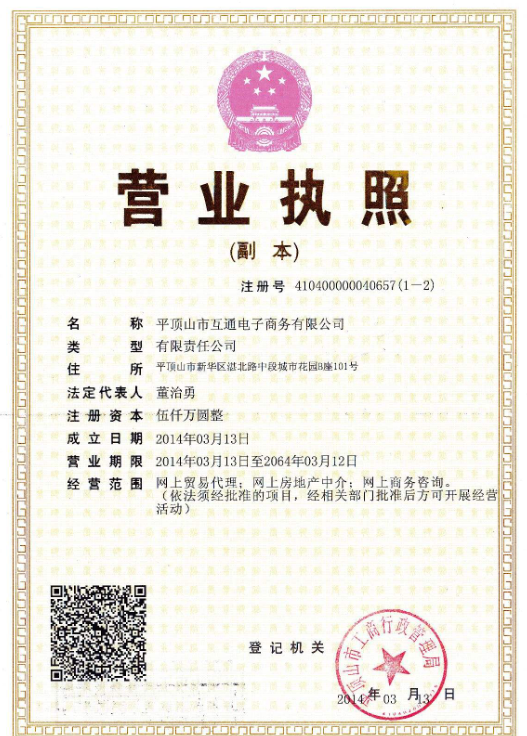 营业执照
(副 本)
注册号 410400000040657(1-2)
名 称 平顶山市互通电子商务有限公司
类 型 有限责任公司
住 所 平顶山市新华区湛北路中段城市花园B座101号
法定代表人 董治勇
注册资本 伍仟万圆整
成立日期 2014年03月13日
营业期限 2014年03月13日至2064年03月12日
经营范围 网上贸易代理；网上房地产中介；网上商务咨询。
（依法须经批准的项目，经相关部门批准后方可开展经营
活动）
登记机关
平顶山市工商行政管理局
2014 年 03 月 13 日